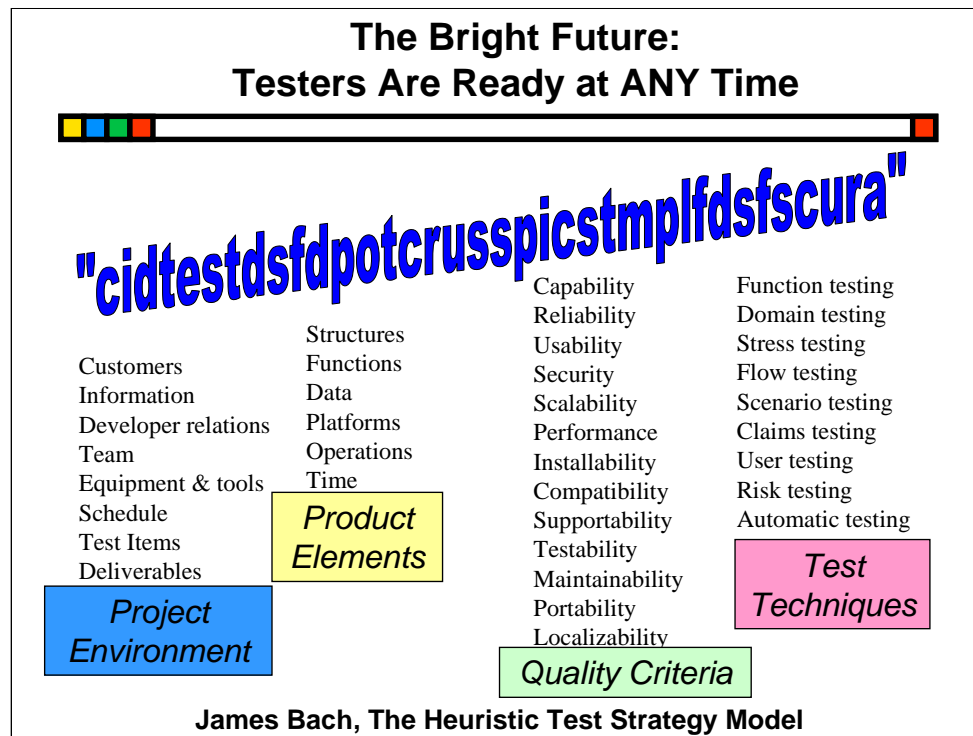 The Bright Future:
Testers Are Ready at ANY Time
"cidtestdsfdpotcrusspicstmplfdsfscura"
Customers
Information
Developer relations
Team
Equipment & tools
Schedule
Test Items
Deliverables
Project
Environment
Structures
Functions
Data
Platforms
Operations
Time
Product
Elements
Capability
Reliability
Usability
Security
Scalability
Performance
Installability
Compatibility
Supportability
Testability
Maintainability
Portability
Localizability
Quality Criteria
Function testing
Domain testing
Stress testing
Flow testing
Scenario testing
Claims testing
User testing
Risk testing
Automatic testing
Test
Techniques
James Bach, The Heuristic Test Strategy Model